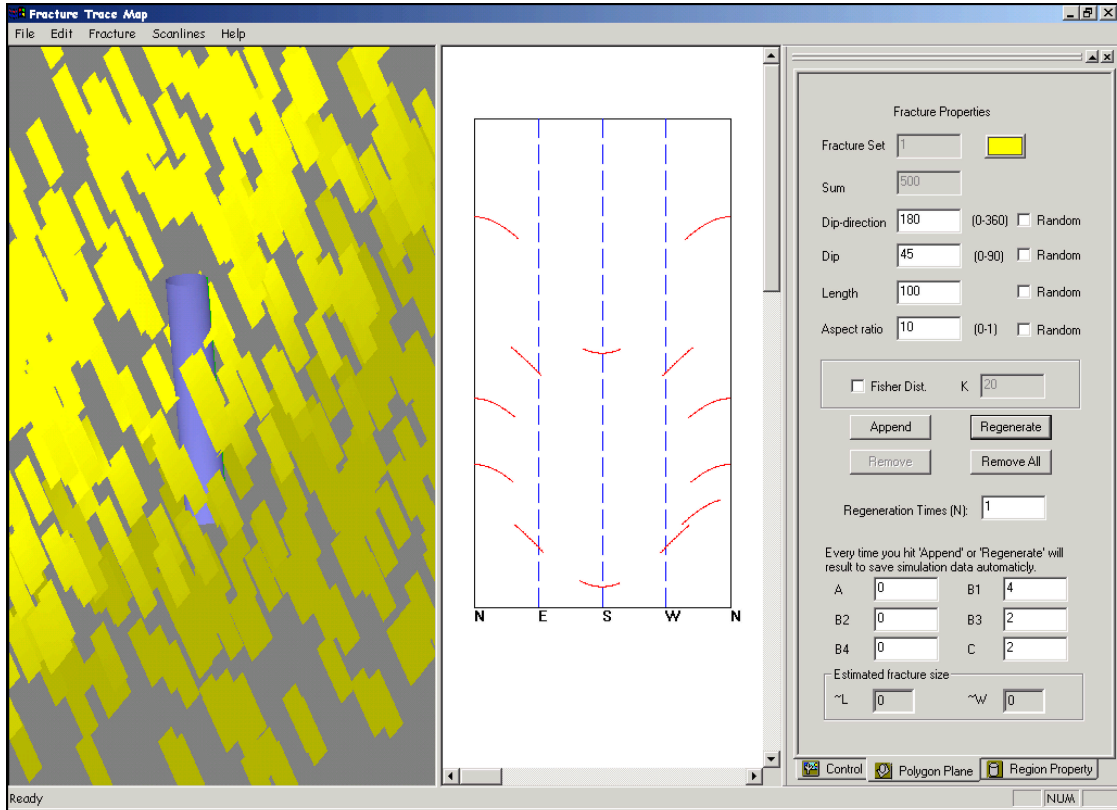 Fracture Trace Map
File Edit Fracture Scanlines Help
N E S W N
Fracture Properties
Fracture Set 1
Sum 500
Dip-direction 180 (0-360) Random
Dip 45 (0-90) Random
Length 100 Random
Aspect ratio 10 (0-1) Random
Fisher Dist. K 20
Append Regenerate
Remove Remove All
Regeneration Times (N): 1
Every time you hit 'Append' or 'Regenerate' will
result to save simulation data automaticly.
A 0 B1 4
B2 0 B3 2
B4 0 C 2
Estimated fracture size
~L 0 ~W 0
Control Polygon Plane Region Property
Ready NUM